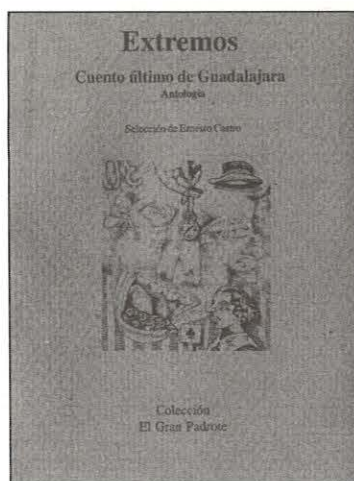 Extremos
Cuento último de Guadalajara
Antología
Selección de Ernesto Castro
Colección
El Gran Padrote